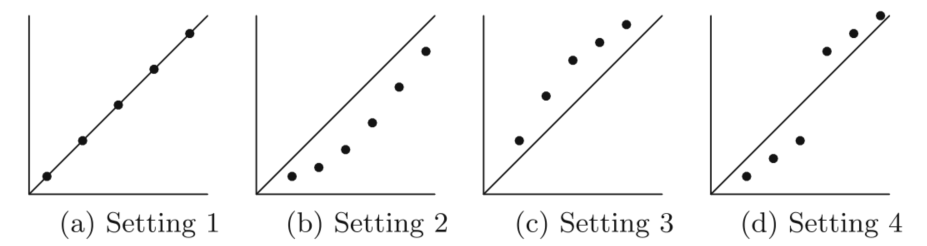 (a) Setting 1
(b) Setting 2
(c) Setting 3
(d) Setting 4